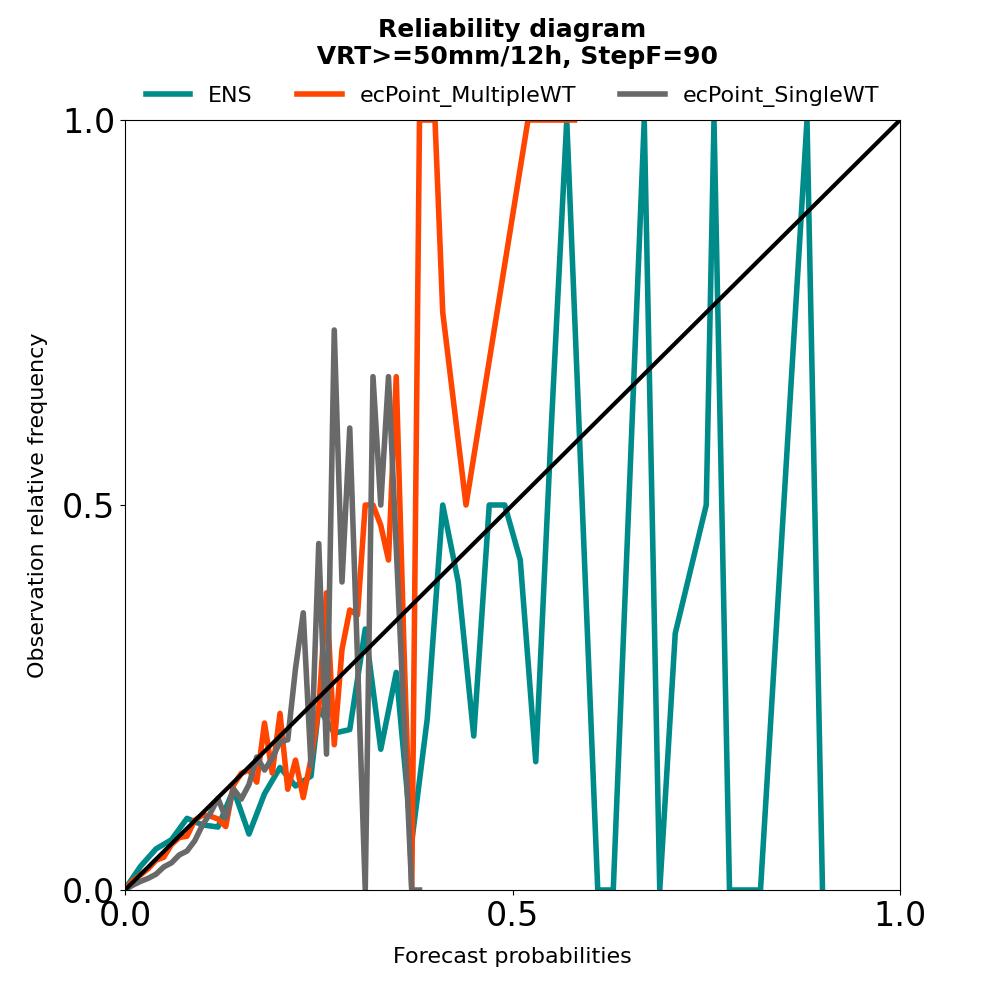 Reliability diagram
VRT>=50mm/12h, StepF=90
ENS ecPoint_MultipleWT ecPoint_SingleWT
1.0
0.5
0.0
Observation relative frequency
0.0 0.5 1.0
Forecast probabilities